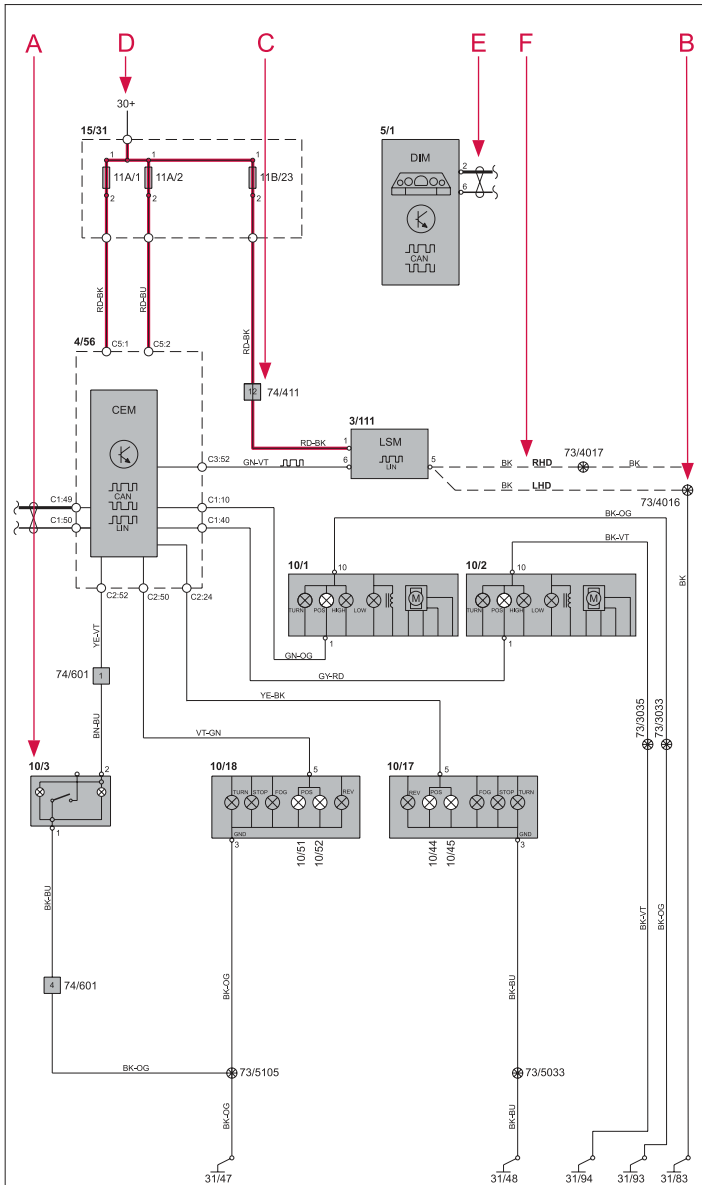 A D C E F B
30+
15/31 5/1
1 1 1 DIM 2
11A/1 11A/2 11B/23
2 2 2 6
CAN
RD-BK RD-BU RD-BK
4/56 C5:1 C5:2
12 74/411
CEM 3/111
RD-BK 1 LSM
C3:52 GN-VT 6 LIN 5 BK RHD 73/4017 BK
BK LHD
73/4016
CAN
C1:49 C1:10
C1:50 LIN C1:40
BK-OG
BK-VT
BK
10/1 10 10/2 10
C2:52 C2:50 C2:24
TURN POS HIGH LOW M TURN POS HIGH LOW M
1 1
YE-VT
GN-OG
74/601 1
GY-RD
YE-BK
73/3035 73/3033
BN-BU
VT-GN
10/3 2 10/18 5 10/17 5
TURN STOP FOG POS REV REV POS FOG STOP TURN
GND GND
1 3 3
10/51 10/52 10/44 10/45
BK-BU
BK-VT BK-OG
4 74/601
BK-OG BK-BU
BK-OG 73/5105 73/5033
BK-OG BK-BU
31/47 31/48 31/94 31/93 31/83